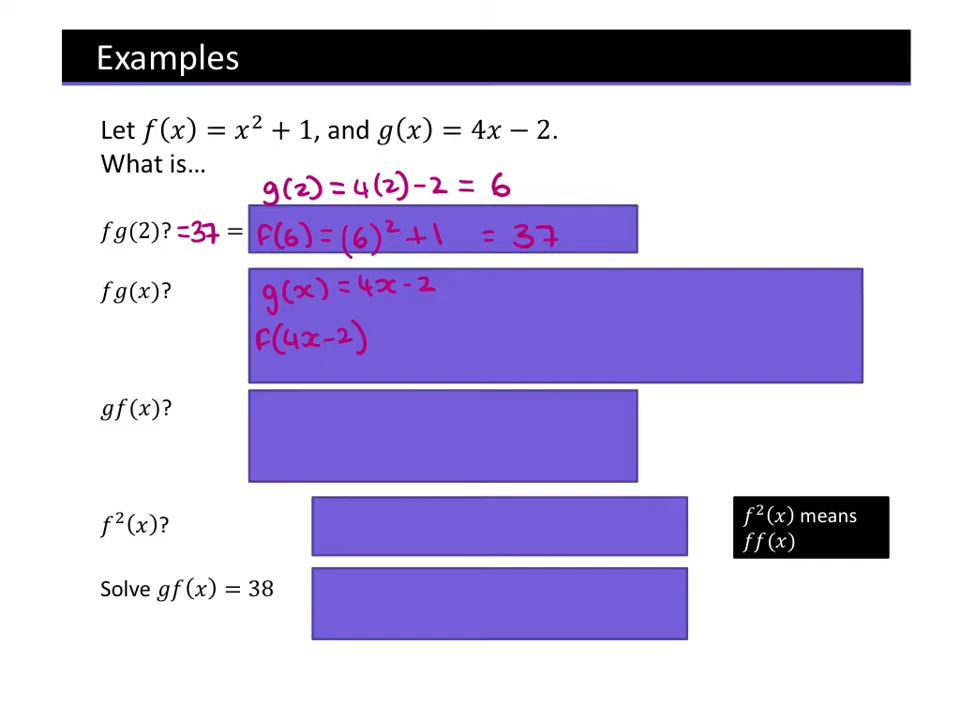 Examples
Let f(x) = x² + 1, and g(x) = 4x − 2.
What is...
g(2) = 4(2) - 2 = 6
fg(2)? =37 = f(6) = (6)² + 1 = 37
fg(x)? g(x) = 4x - 2
f(4x - 2)
gf(x)?
f²(x)?
f²(x) means
ff(x)
Solve gf(x) = 38